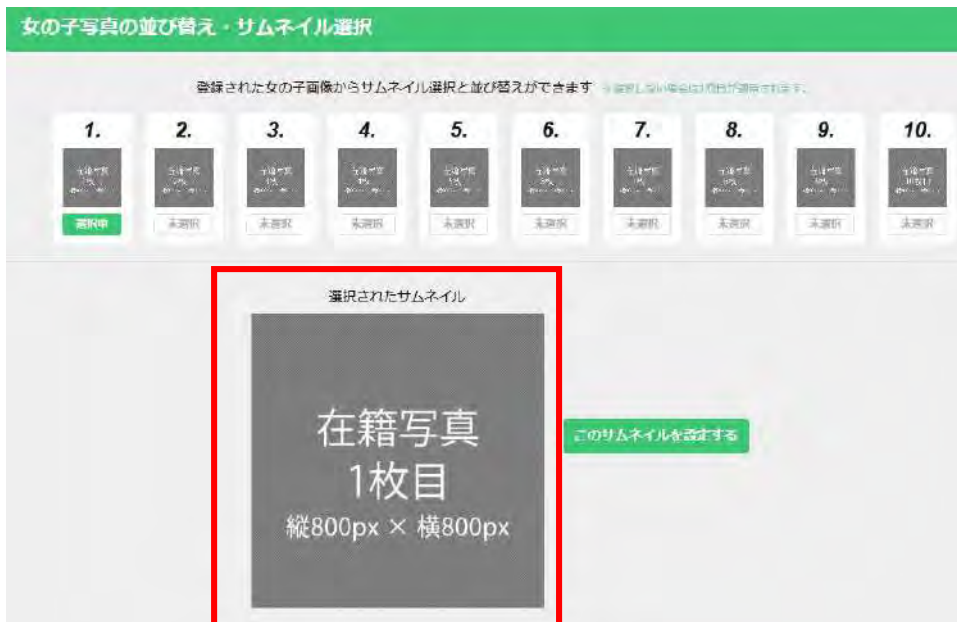 女の子写真の並び替え・サムネイル選択
登録された女の子画像からサムネイル選択と並び替えができます
1. 2. 3. 4. 5. 6. 7. 8. 9. 10.
選択中 未選択 未選択 未選択 未選択 未選択 未選択 未選択 未選択 未選択
選択されたサムネイル
在籍写真
1枚目
縦800px × 横800px
このサムネイルを設定する